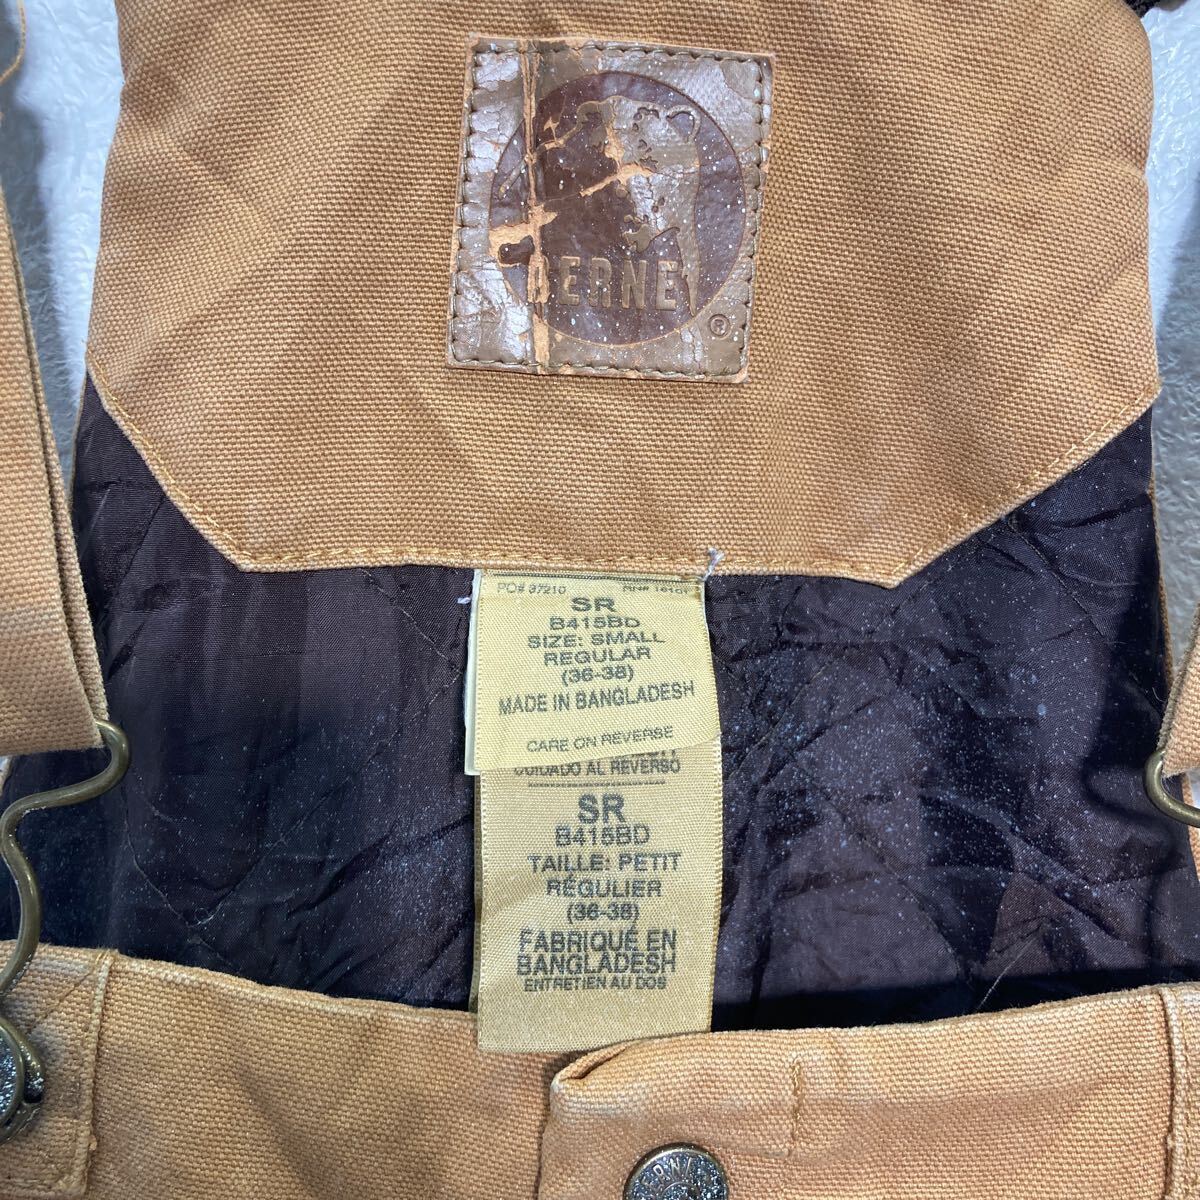 BERNE
®
PO# 37210
SR
B415BD
SIZE: SMALL
REGULAR
(36-38)
MADE IN BANGLADESH
CARE ON REVERSE
CUIDADO AL REVERSO
SR
B415BD
TAILLE: PETIT
RÉGULIER
(36-38)
FABRIQUÉ EN
BANGLADESH
ENTRETIEN AU DOS